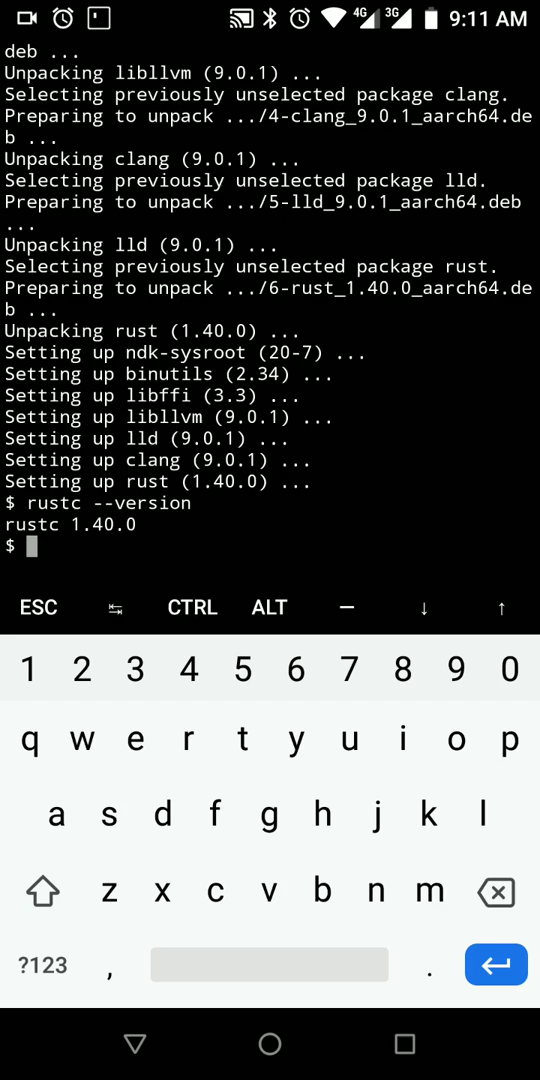 4G 3G 9:11 AM
deb ...
Unpacking libllvm (9.0.1) ...
Selecting previously unselected package clang.
Preparing to unpack .../4-clang_9.0.1_aarch64.de
b ...
Unpacking clang (9.0.1) ...
Selecting previously unselected package lld.
Preparing to unpack .../5-lld_9.0.1_aarch64.deb
...
Unpacking lld (9.0.1) ...
Selecting previously unselected package rust.
Preparing to unpack .../6-rust_1.40.0_aarch64.de
b ...
Unpacking rust (1.40.0) ...
Setting up ndk-sysroot (20-7) ...
Setting up binutils (2.34) ...
Setting up libffi (3.3) ...
Setting up libllvm (9.0.1) ...
Setting up lld (9.0.1) ...
Setting up clang (9.0.1) ...
Setting up rust (1.40.0) ...
$ rustc --version
rustc 1.40.0
$
ESC ↹ CTRL ALT — ↓ ↑
1 2 3 4 5 6 7 8 9 0
q w e r t y u i o p
a s d f g h j k l
z x c v b n m
?123 , .